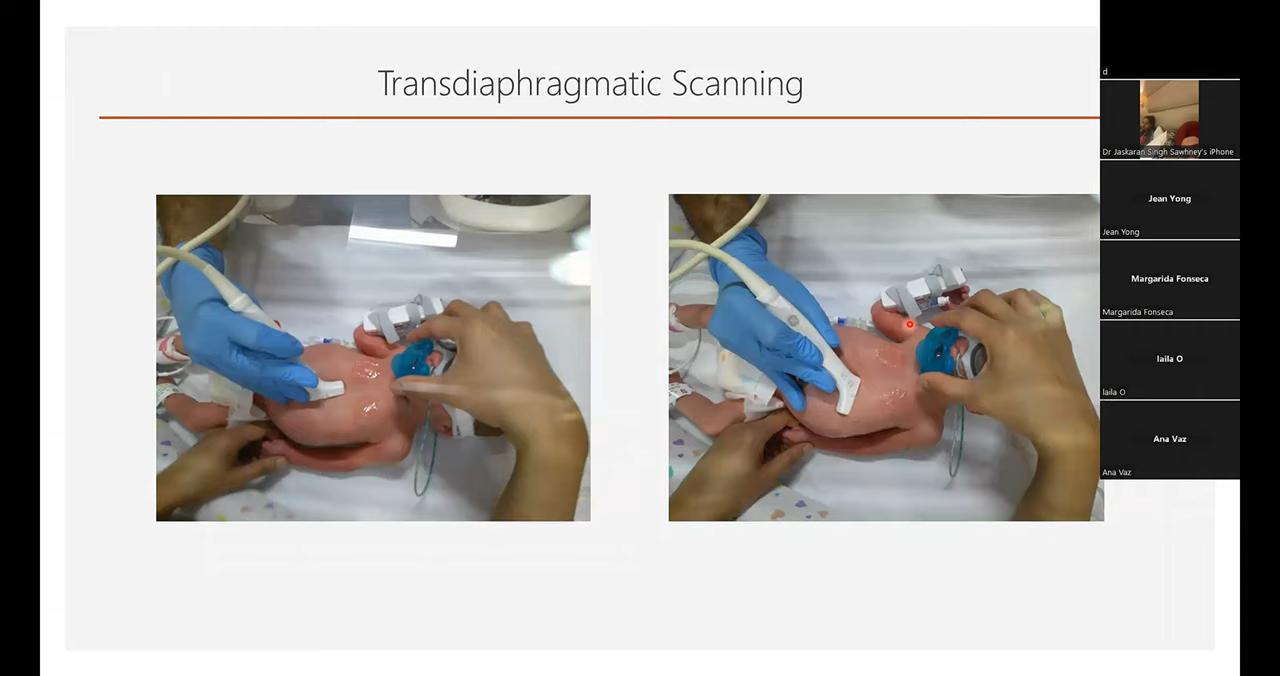 Transdiaphragmatic Scanning
d
Dr Jaskaran Singh Sawhney's iPhone
Jean Yong
Jean Yong
Margarida Fonseca
Margarida Fonseca
laila O
laila O
Ana Vaz
Ana Vaz